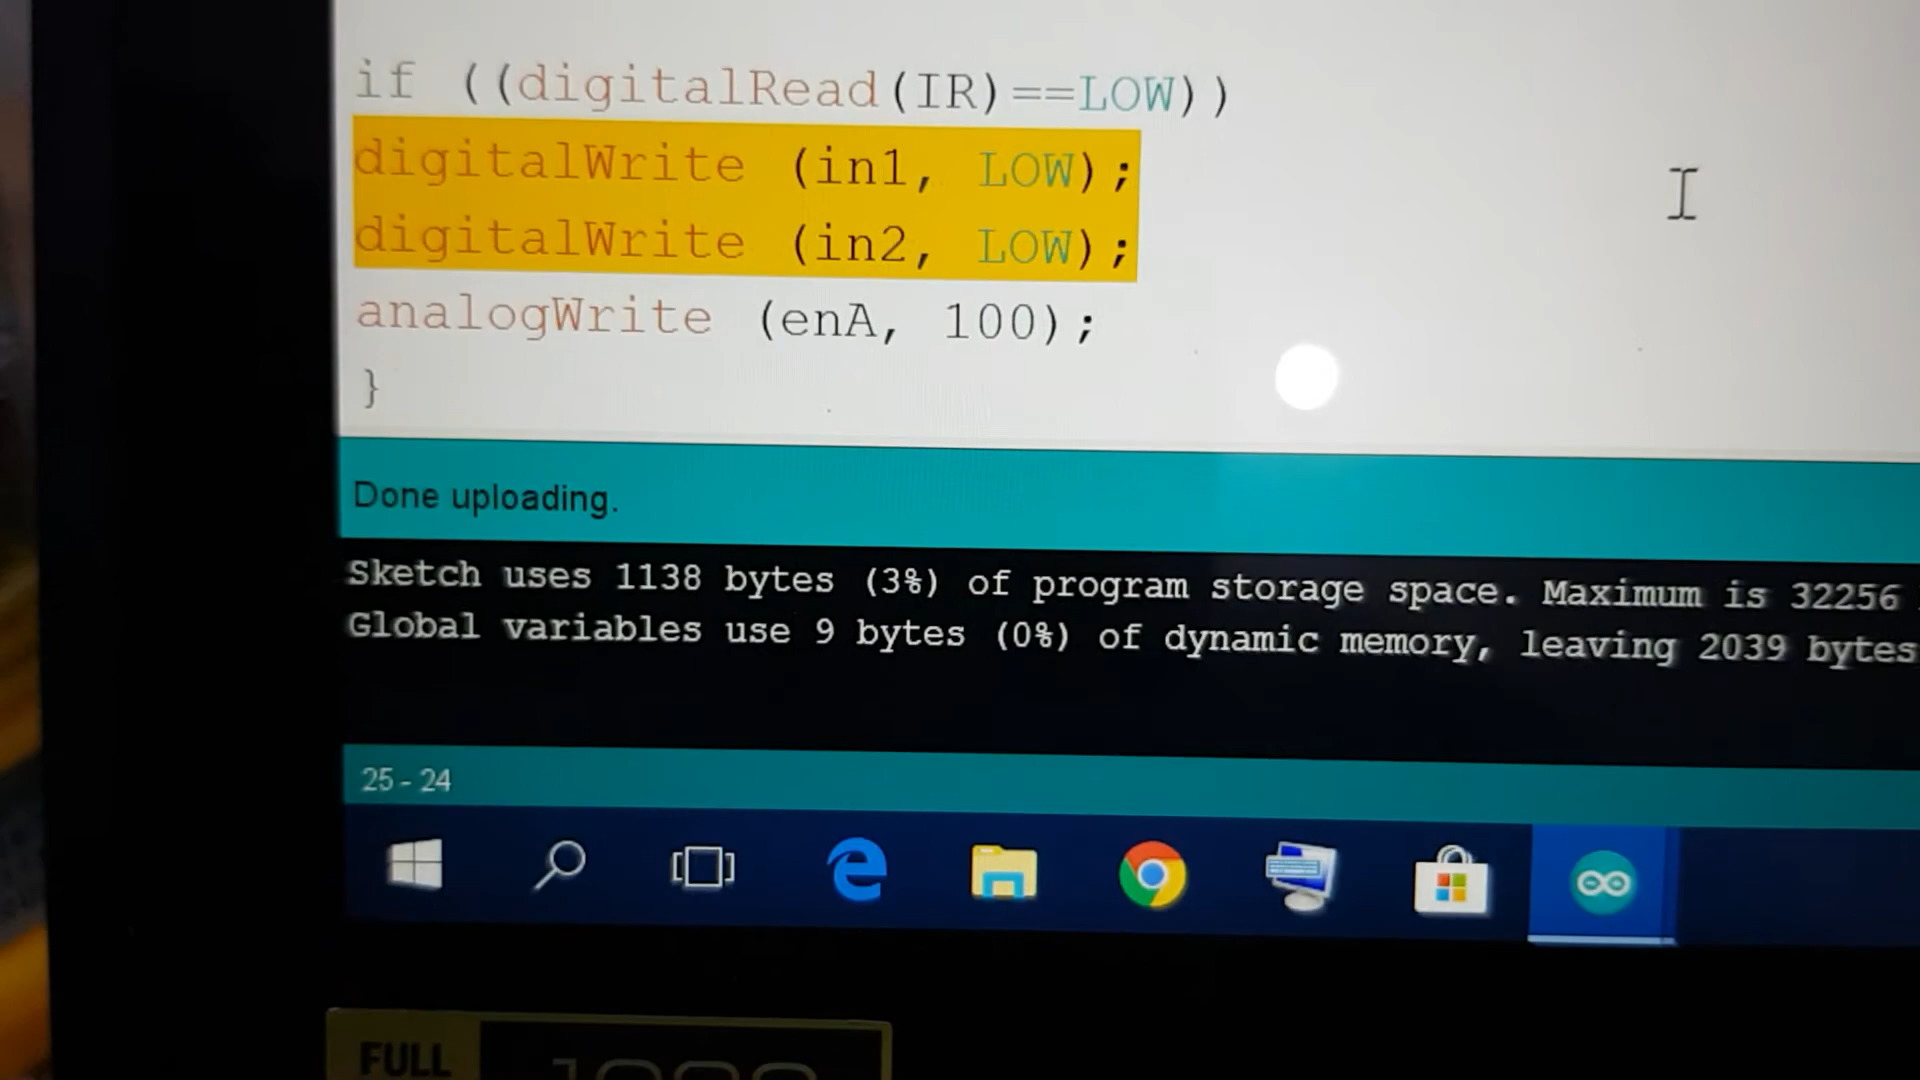 if ((digitalRead(IR)==LOW))
digitalWrite (in1, LOW);
digitalWrite (in2, LOW);
analogWrite (enA, 100);
}
Done uploading.
Sketch uses 1138 bytes (3%) of program storage space. Maximum is 32256
Global variables use 9 bytes (0%) of dynamic memory, leaving 2039 bytes
25 - 24
FULL